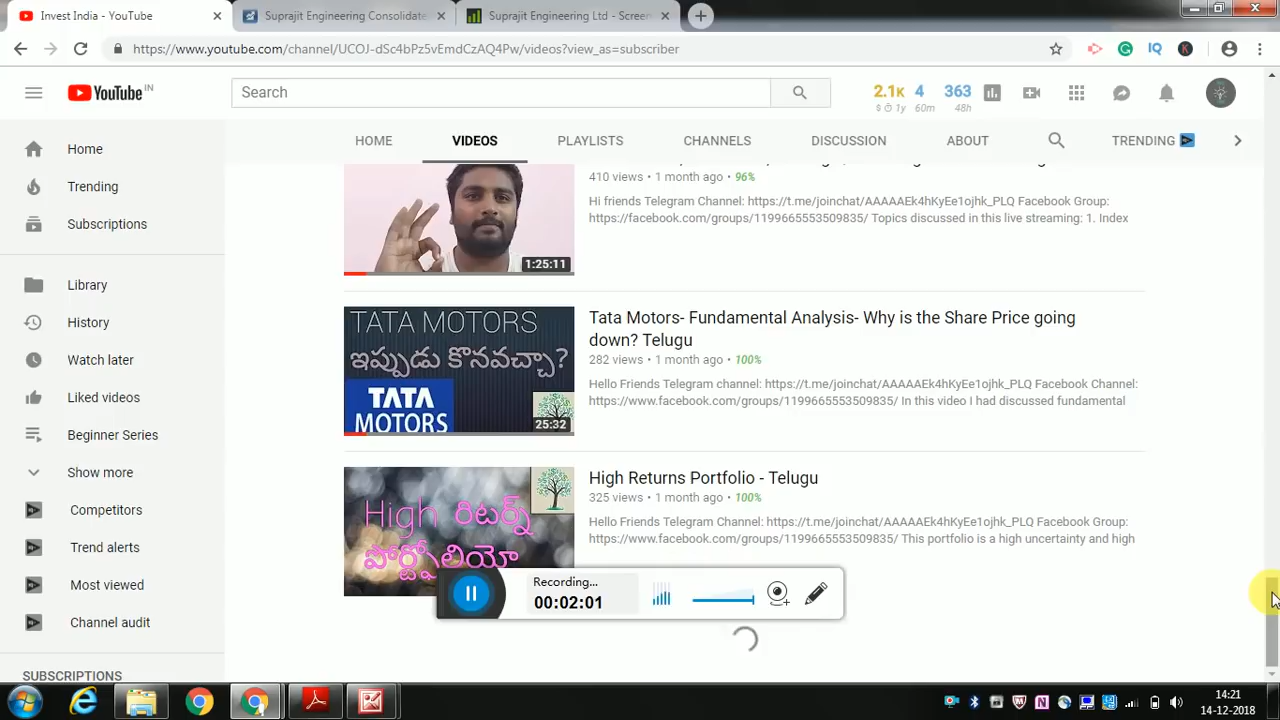 Invest India - YouTube
Suprajit Engineering Consolidate
Suprajit Engineering Ltd - Screen
https://www.youtube.com/channel/UCOJ-dSc4bPz5vEmdCzAQ4Pw/videos?view_as=subscriber
YouTube IN
Search
2.1K 4 363
1y 60m 48h
HOME VIDEOS PLAYLISTS CHANNELS DISCUSSION ABOUT TRENDING
Home
Trending
Subscriptions
Library
History
Watch later
Liked videos
Beginner Series
Show more
Competitors
Trend alerts
Most viewed
Channel audit
SUBSCRIPTIONS
410 views • 1 month ago • 96%
Hi friends Telegram Channel: https://t.me/joinchat/AAAAAEk4hKyEe1ojhk_PLQ Facebook Group:
https://facebook.com/groups/1199665553509835/ Topics discussed in this live streaming: 1. Index
1:25:11
TATA MOTORS
ఇప్పుడు కొనవచ్చా?
TATA
MOTORS
25:32
Tata Motors- Fundamental Analysis- Why is the Share Price going
down? Telugu
282 views • 1 month ago • 100%
Hello Friends Telegram channel: https://t.me/joinchat/AAAAAEk4hKyEe1ojhk_PLQ Facebook Channel:
https://www.facebook.com/groups/1199665553509835/ In this video I had discussed fundamental
High రిటర్న్
పోర్ట్ఫోలియో
High Returns Portfolio - Telugu
325 views • 1 month ago • 100%
Hello Friends Telegram Channel: https://t.me/joinchat/AAAAAEk4hKyEe1ojhk_PLQ Facebook Group:
https://www.facebook.com/groups/1199665553509835/ This portfolio is a high uncertainty and high
Recording...
00:02:01
14:21
14-12-2018